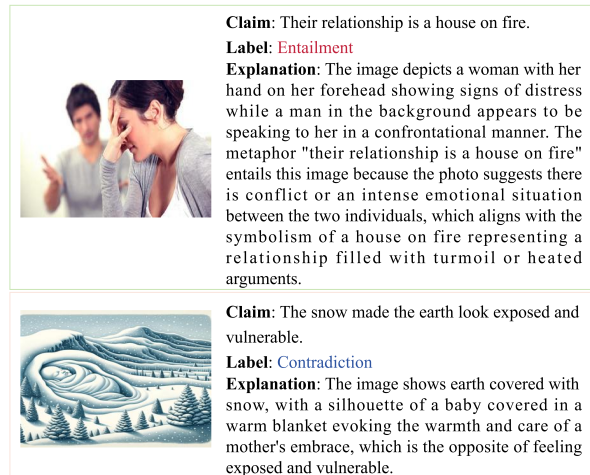 Claim: Their relationship is a house on fire.
Label: Entailment
Explanation: The image depicts a woman with her
hand on her forehead showing signs of distress
while a man in the background appears to be
speaking to her in a confrontational manner. The
metaphor "their relationship is a house on fire"
entails this image because the photo suggests there
is conflict or an intense emotional situation
between the two individuals, which aligns with the
symbolism of a house on fire representing a
relationship filled with turmoil or heated
arguments.
Claim: The snow made the earth look exposed and
vulnerable.
Label: Contradiction
Explanation: The image shows earth covered with
snow, with a silhouette of a baby covered in a
warm blanket evoking the warmth and care of a
mother's embrace, which is the opposite of feeling
exposed and vulnerable.